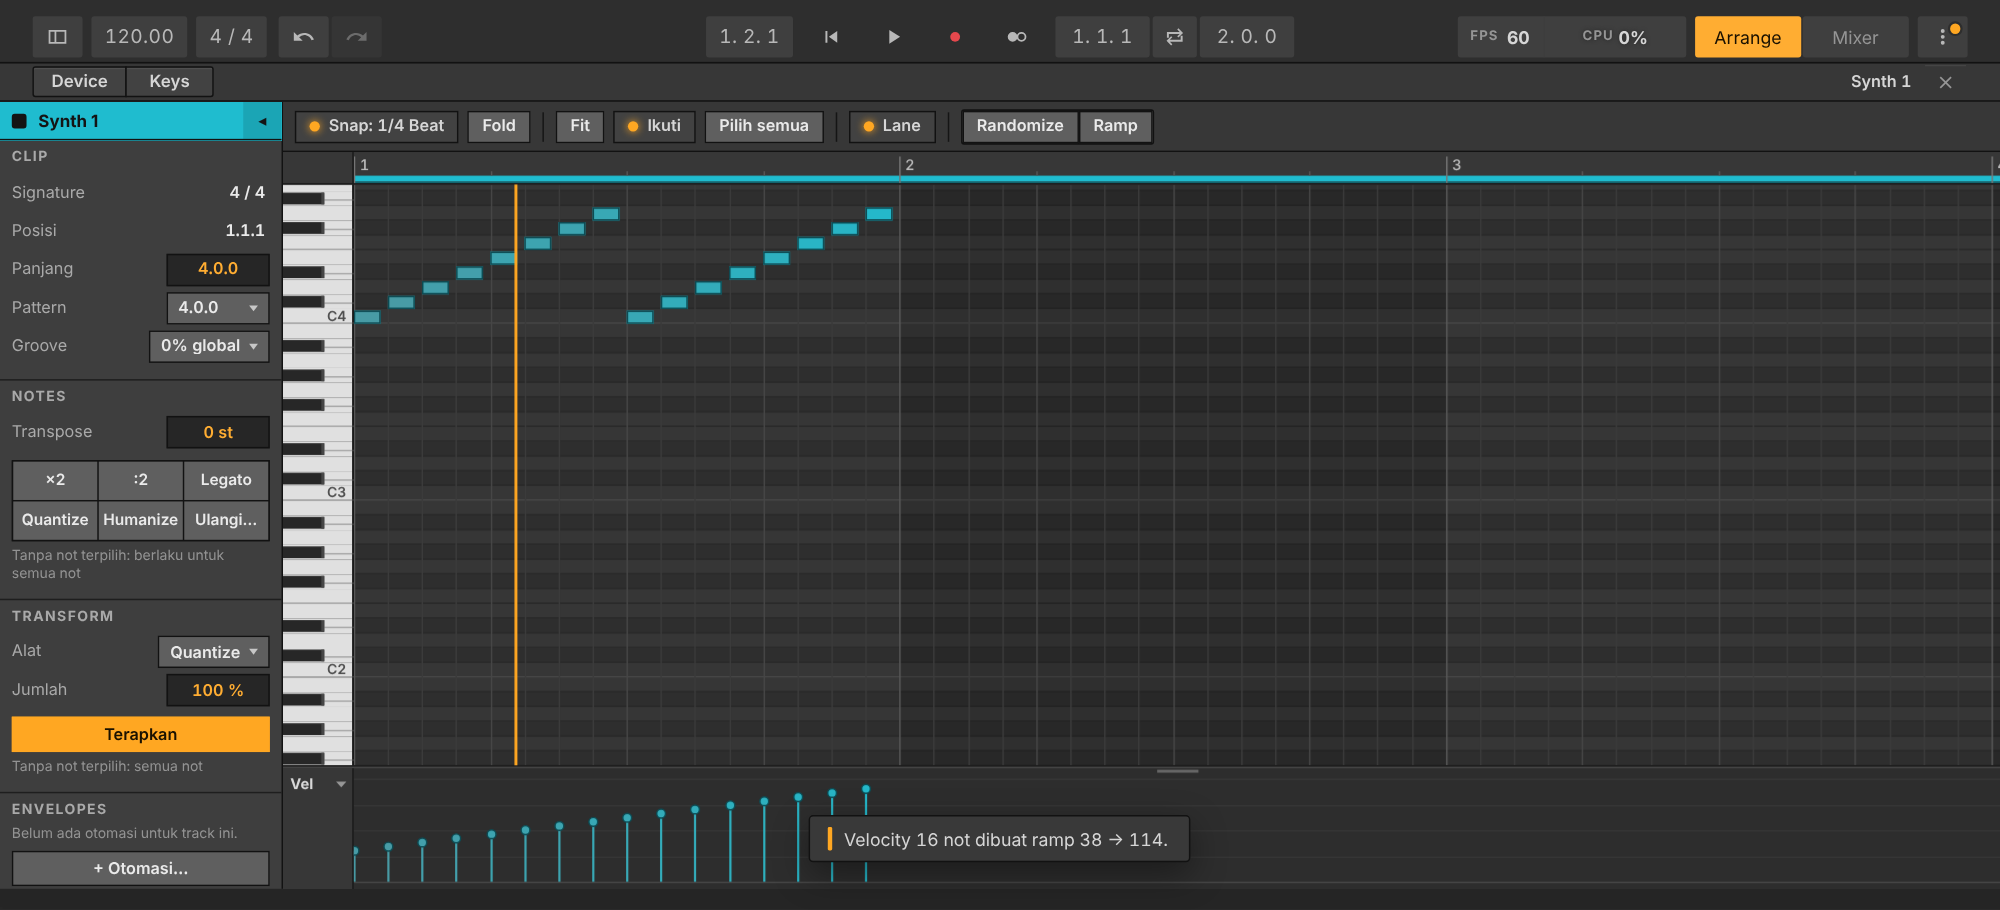 120.00
4 / 4
1. 2. 1
1. 1. 1
2. 0. 0
FPS 60
CPU 0%
Arrange
Mixer
Device
Keys
Synth 1
Synth 1
Snap: 1/4 Beat
Fold
Fit
Ikuti
Pilih semua
Lane
Randomize
Ramp
CLIP
Signature 4 / 4
Posisi 1.1.1
Panjang 4.0.0
Pattern 4.0.0
Groove 0% global
NOTES
Transpose 0 st
×2 :2 Legato
Quantize Humanize Ulangi...
Tanpa not terpilih: berlaku untuk
semua not
TRANSFORM
Alat Quantize
Jumlah 100 %
Terapkan
Tanpa not terpilih: semua not
ENVELOPES
Belum ada otomasi untuk track ini.
+ Otomasi...
1 2 3
C4
C3
C2
Vel
Velocity 16 not dibuat ramp 38 → 114.